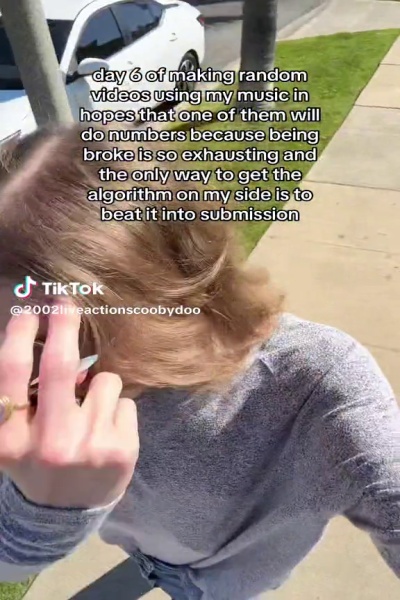 day 6 of making random
videos using my music in
hopes that one of them will
do numbers because being
broke is so exhausting and
the only way to get the
algorithm on my side is to
beat it into submission
TikTok
@2002liveactionscoobydoo